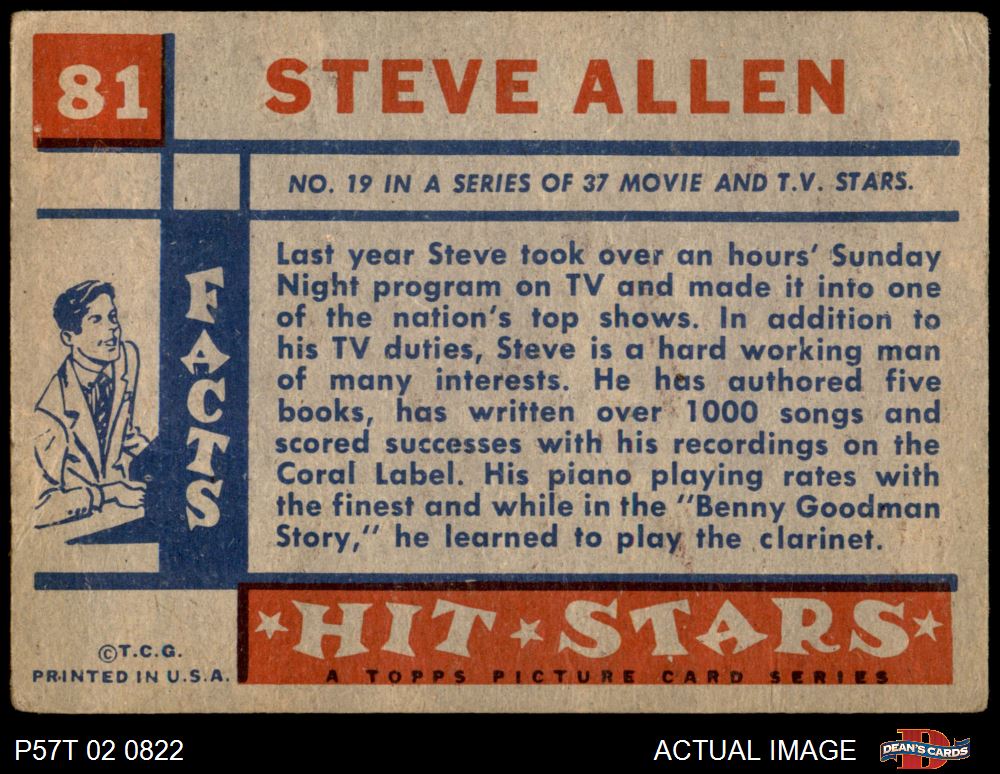 81
STEVE ALLEN
NO. 19 IN A SERIES OF 37 MOVIE AND T.V. STARS.
FACTS
Last year Steve took over an hours' Sunday
Night program on TV and made it into one
of the nation's top shows. In addition to
his TV duties, Steve is a hard working man
of many interests. He has authored five
books, has written over 1000 songs and
scored successes with his recordings on the
Coral Label. His piano playing rates with
the finest and while in the "Benny Goodman
Story," he learned to play the clarinet.
HIT STARS
A TOPPS PICTURE CARD SERIES
©T.C.G.
PRINTED IN U.S.A.
P57T 02 0822
ACTUAL IMAGE
DEAN'S CARDS